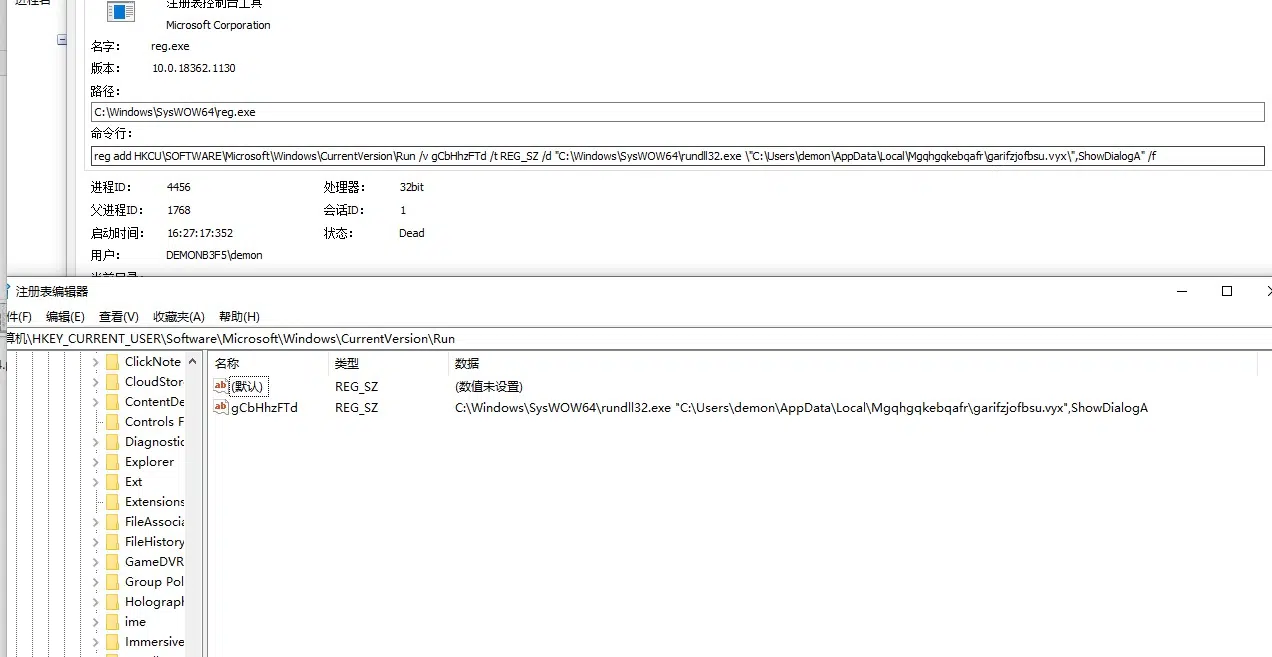 进程名
注册表控制台工具
Microsoft Corporation
名字: reg.exe
版本: 10.0.18362.1130
路径:
C:\Windows\SysWOW64\reg.exe
命令行:
reg add HKCU\SOFTWARE\Microsoft\Windows\CurrentVersion\Run /v gCbHhzFTd /t REG_SZ /d "C:\Windows\SysWOW64\rundll32.exe \"C:\Users\demon\AppData\Local\Mgqhgqkebqafr\garifzjofbsu.vyx\",ShowDialogA" /f
进程ID: 4456 处理器: 32bit
父进程ID: 1768 会话ID: 1
启动时间: 16:27:17:352 状态: Dead
用户: DEMONB3F5\demon
当前目录:
注册表编辑器
件(F) 编辑(E) 查看(V) 收藏夹(A) 帮助(H)
算机\HKEY_CURRENT_USER\Software\Microsoft\Windows\CurrentVersion\Run
名称 类型 数据
ab (默认) REG_SZ (数值未设置)
ab gCbHhzFTd REG_SZ C:\Windows\SysWOW64\rundll32.exe "C:\Users\demon\AppData\Local\Mgqhgqkebqafr\garifzjofbsu.vyx",ShowDialogA
ClickNote
CloudStor
ContentDe
Controls F
Diagnostic
Explorer
Ext
Extensions
FileAssocia
FileHistory
GameDVR
Group Pol
Holograph
ime
Immersive